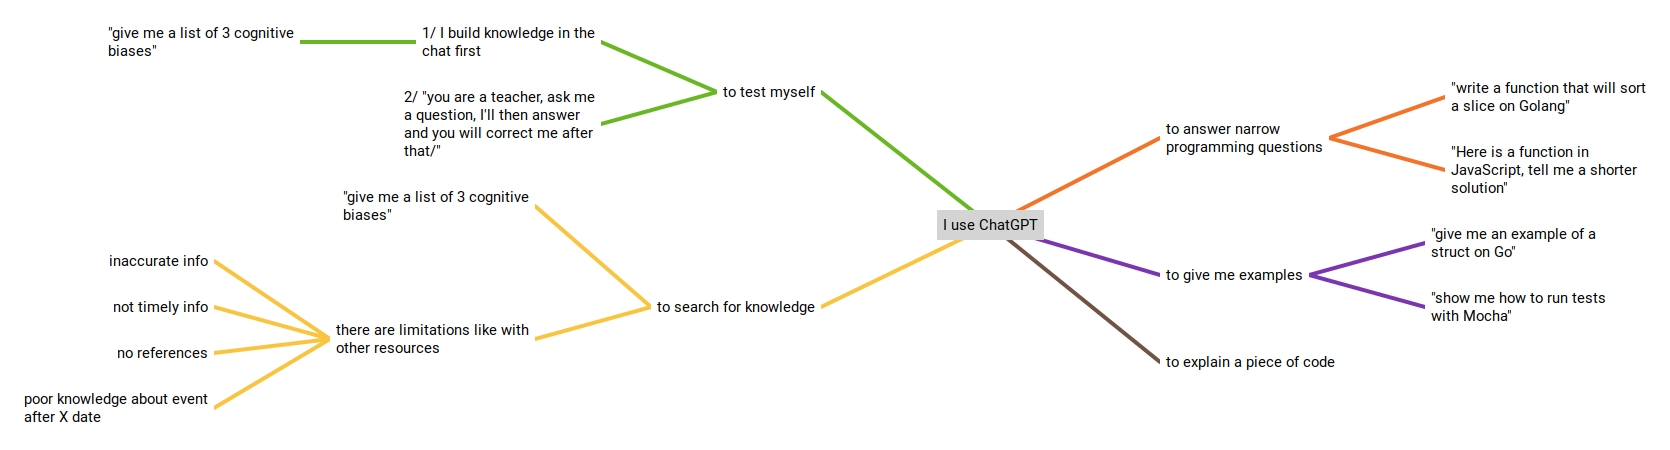 I use ChatGPT
to test myself
1/ I build knowledge in the
chat first
"give me a list of 3 cognitive
biases"
2/ "you are a teacher, ask me
a question, I'll then answer
and you will correct me after
that/"
to search for knowledge
"give me a list of 3 cognitive
biases"
there are limitations like with
other resources
inaccurate info
not timely info
no references
poor knowledge about event
after X date
to answer narrow
programming questions
"write a function that will sort
a slice on Golang"
"Here is a function in
JavaScript, tell me a shorter
solution"
to give me examples
"give me an example of a
struct on Go"
"show me how to run tests
with Mocha"
to explain a piece of code